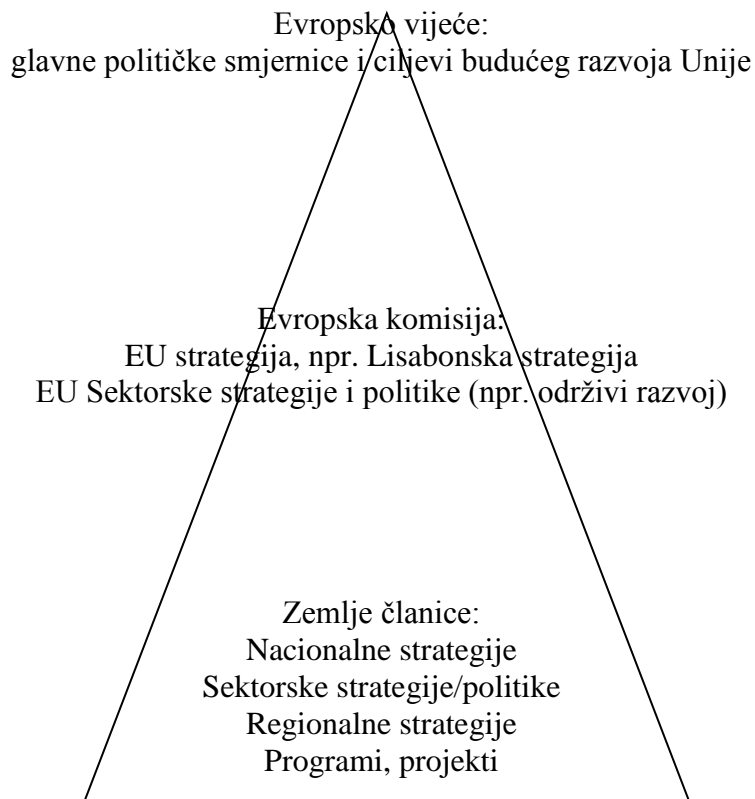 Evropsko vijeće:
glavne političke smjernice i ciljevi budućeg razvoja Unije
Evropska komisija:
EU strategija, npr. Lisabonska strategija
EU Sektorske strategije i politike (npr. održivi razvoj)
Zemlje članice:
Nacionalne strategije
Sektorske strategije/politike
Regionalne strategije
Programi, projekti